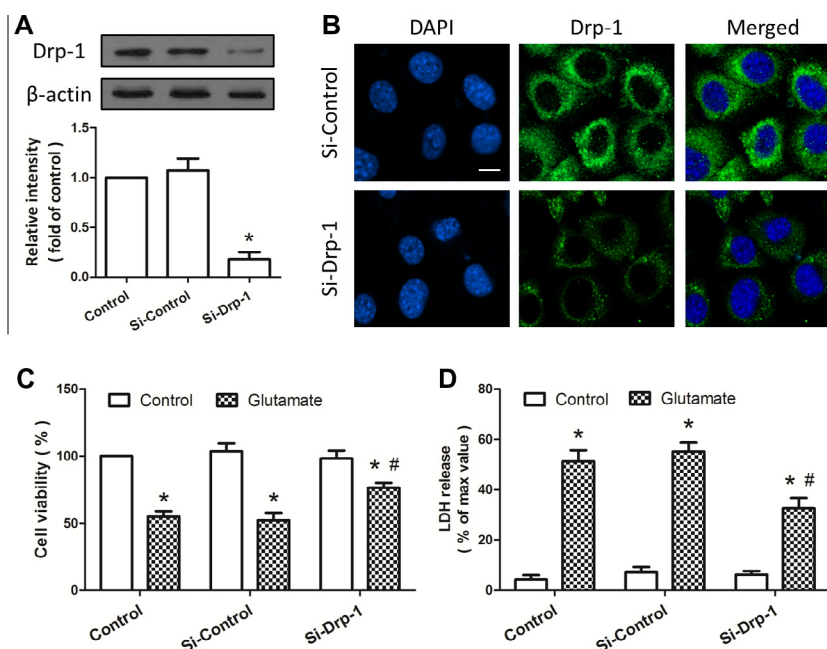 A
Drp-1
β-actin
Relative intensity
( fold of control )
1.5
1.0
0.5
0.0
*
Control
Si-Control
Si-Drp-1
B
DAPI
Drp-1
Merged
Si-Control
Si-Drp-1
C
Control
Glutamate
Cell viability ( % )
150
100
50
0
*
*
* #
Control
Si-Control
Si-Drp-1
D
Control
Glutamate
LDH release
( % of max value )
80
60
40
20
0
*
*
* #
Control
Si-Control
Si-Drp-1